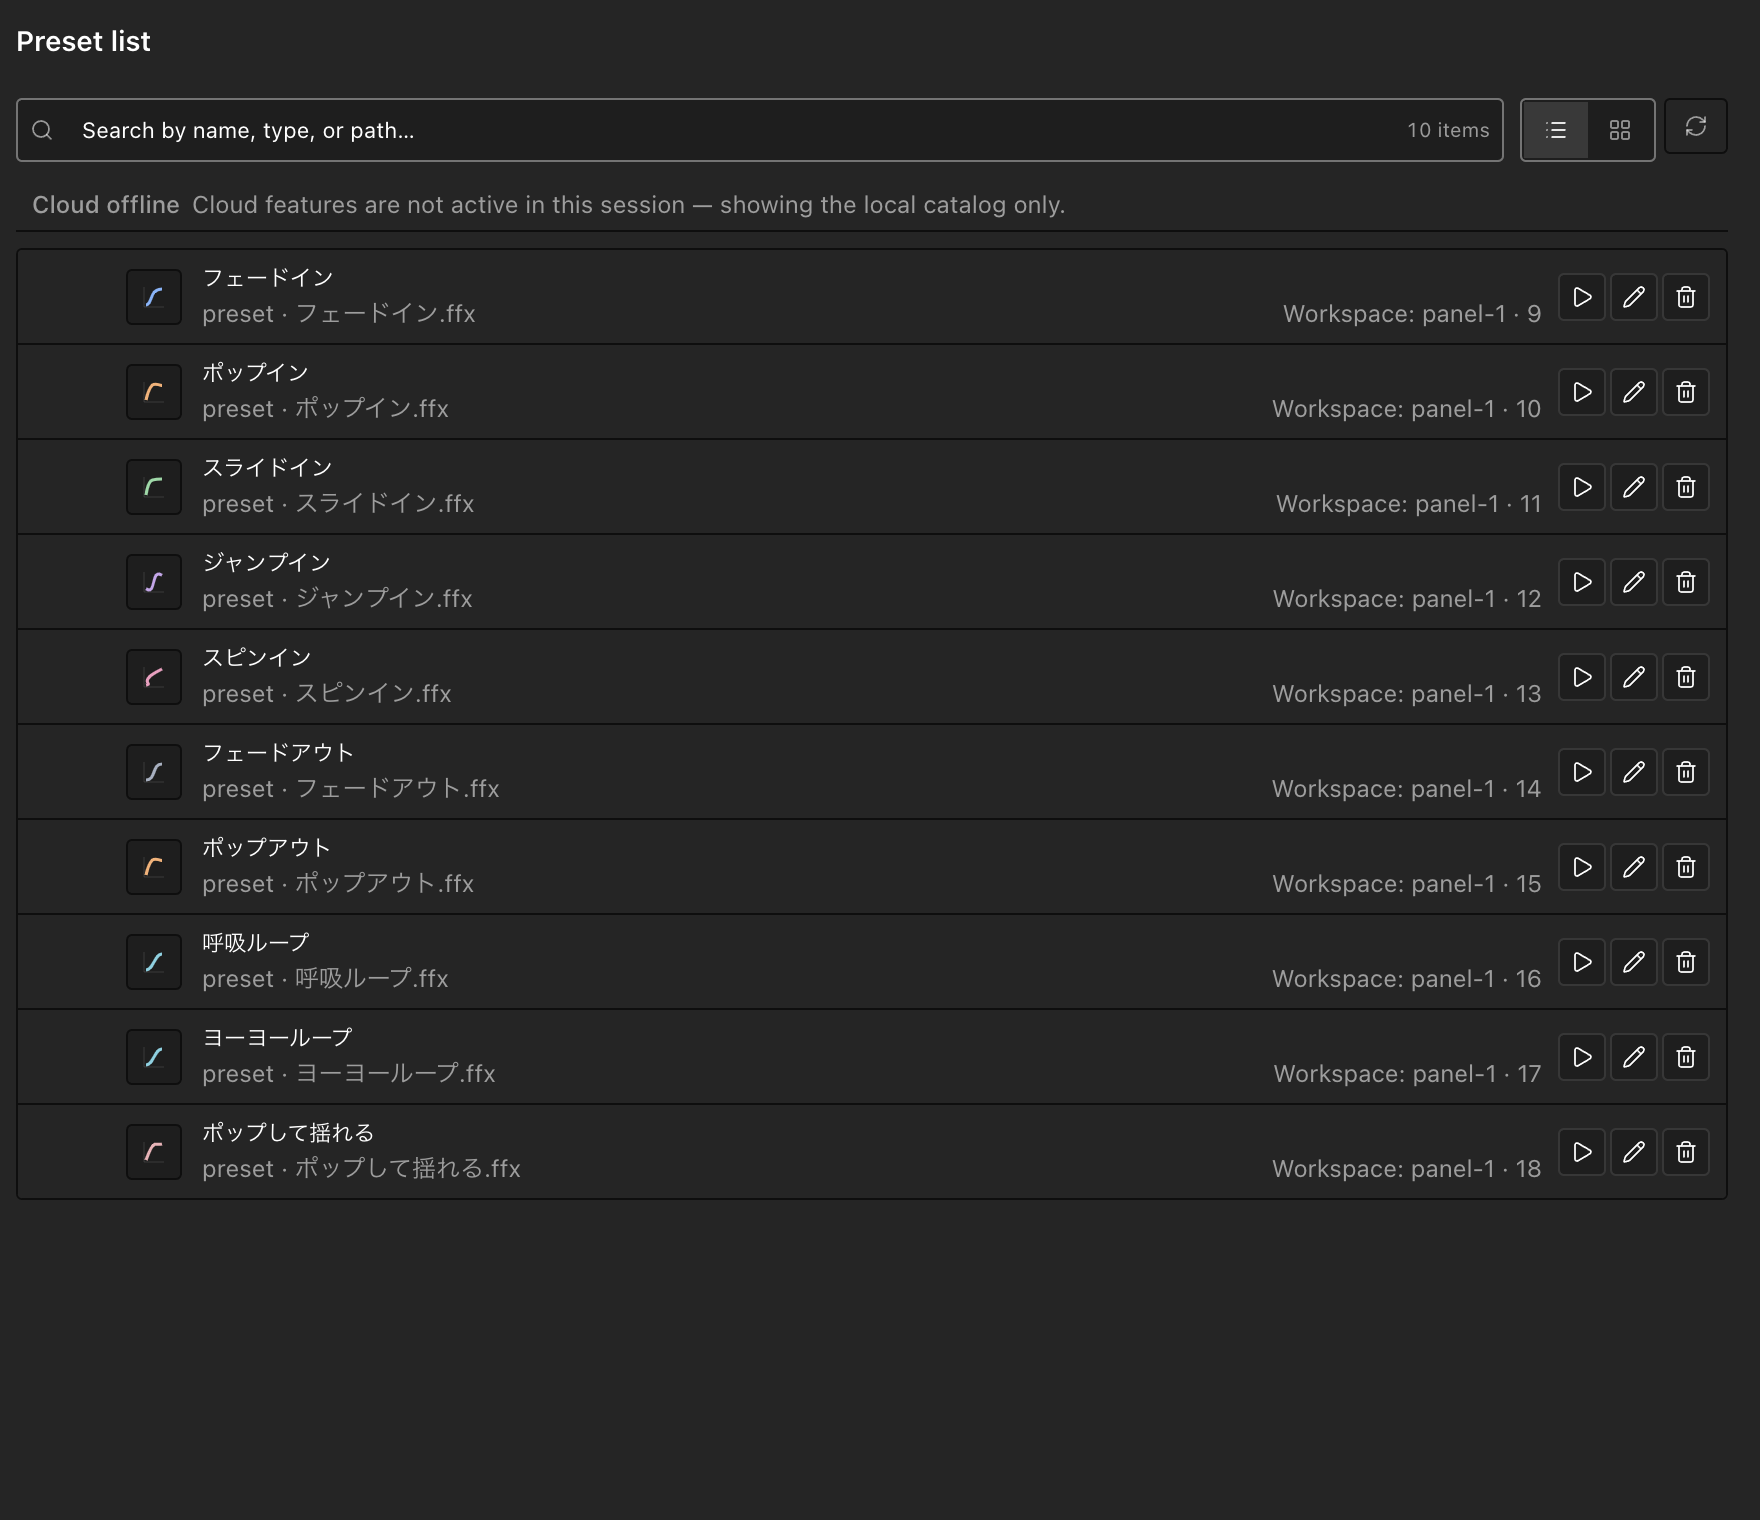 Preset list
Search by name, type, or path...
10 items
Cloud offline Cloud features are not active in this session — showing the local catalog only.
フェードイン
preset · フェードイン.ffx
Workspace: panel-1 · 9
ポップイン
preset · ポップイン.ffx
Workspace: panel-1 · 10
スライドイン
preset · スライドイン.ffx
Workspace: panel-1 · 11
ジャンプイン
preset · ジャンプイン.ffx
Workspace: panel-1 · 12
スピンイン
preset · スピンイン.ffx
Workspace: panel-1 · 13
フェードアウト
preset · フェードアウト.ffx
Workspace: panel-1 · 14
ポップアウト
preset · ポップアウト.ffx
Workspace: panel-1 · 15
呼吸ループ
preset · 呼吸ループ.ffx
Workspace: panel-1 · 16
ヨーヨーループ
preset · ヨーヨーループ.ffx
Workspace: panel-1 · 17
ポップして揺れる
preset · ポップして揺れる.ffx
Workspace: panel-1 · 18